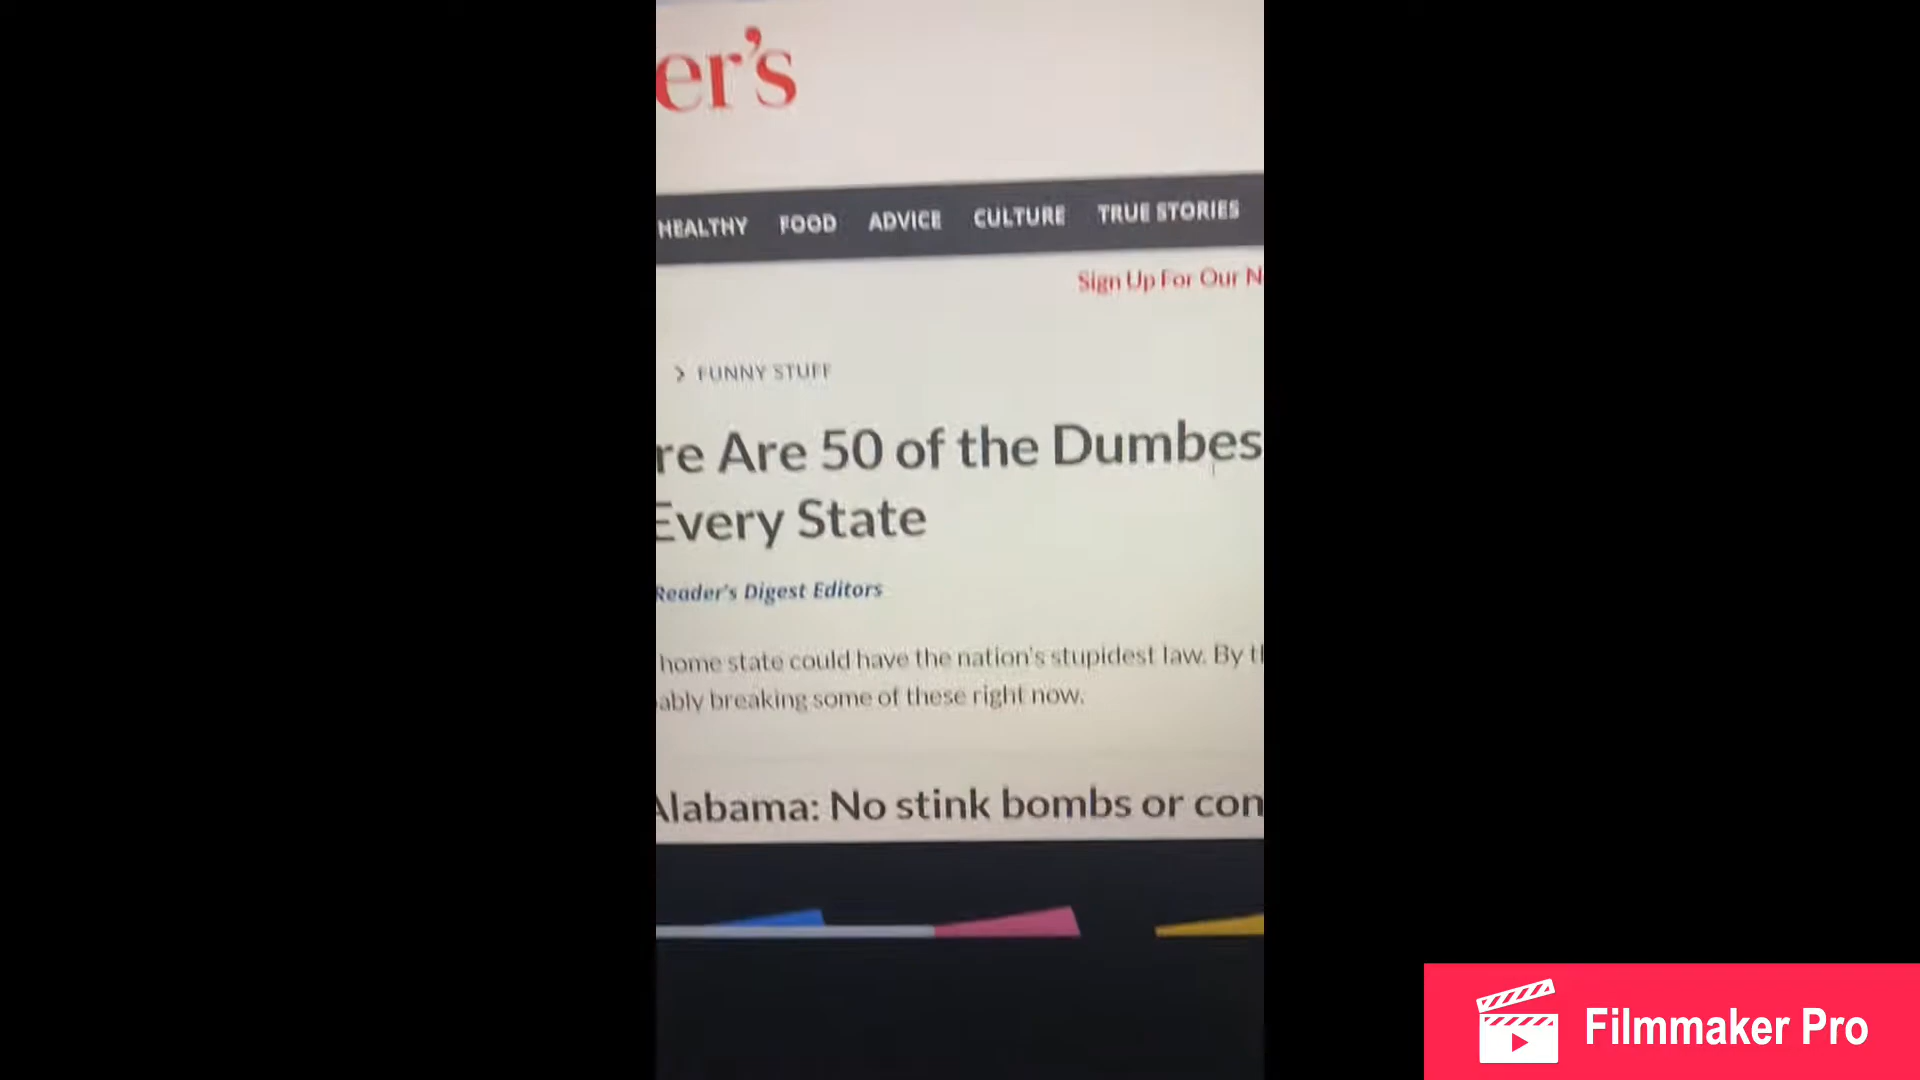 er's
HEALTHY FOOD ADVICE CULTURE TRUE STORIES
Sign Up For Our N
> FUNNY STUFF
re Are 50 of the Dumbes
Every State
Reader's Digest Editors
home state could have the nation's stupidest law. By th
ably breaking some of these right now.
Alabama: No stink bombs or con
Filmmaker Pro